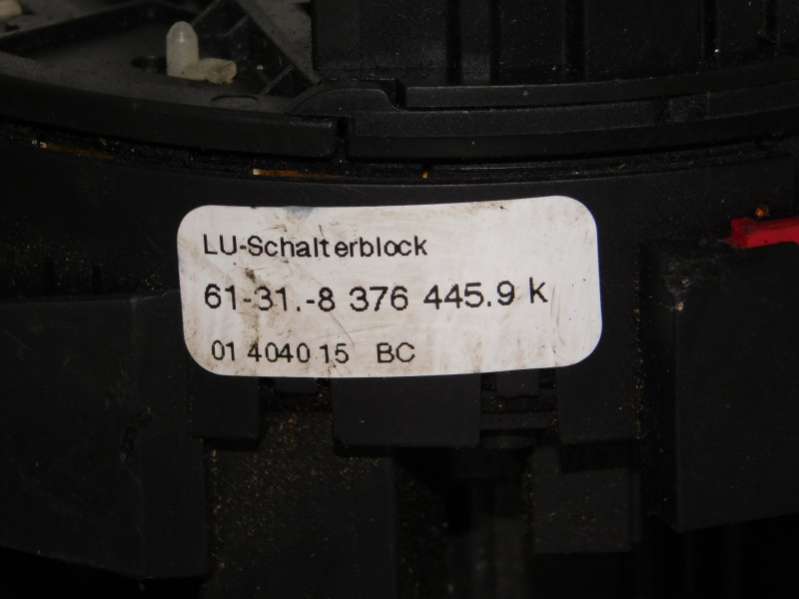 LU-Schalterblock
61-31.-8 376 445.9 k
01 4040 15 BC